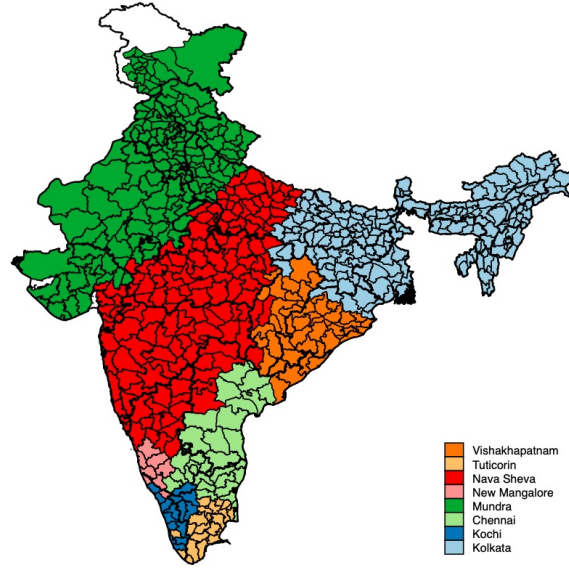 Vishakhapatnam
Tuticorin
Nava Sheva
New Mangalore
Mundra
Chennai
Kochi
Kolkata